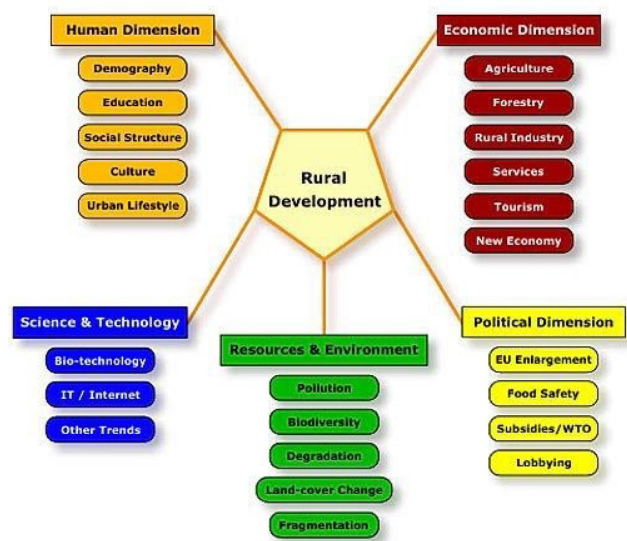 Human Dimension
Demography
Education
Social Structure
Culture
Urban Lifestyle
Economic Dimension
Agriculture
Forestry
Rural Industry
Services
Tourism
New Economy
Rural
Development
Science & Technology
Bio-technology
IT / Internet
Other Trends
Resources & Environment
Pollution
Biodiversity
Degradation
Land-cover Change
Fragmentation
Political Dimension
EU Enlargement
Food Safety
Subsidies/WTO
Lobbying